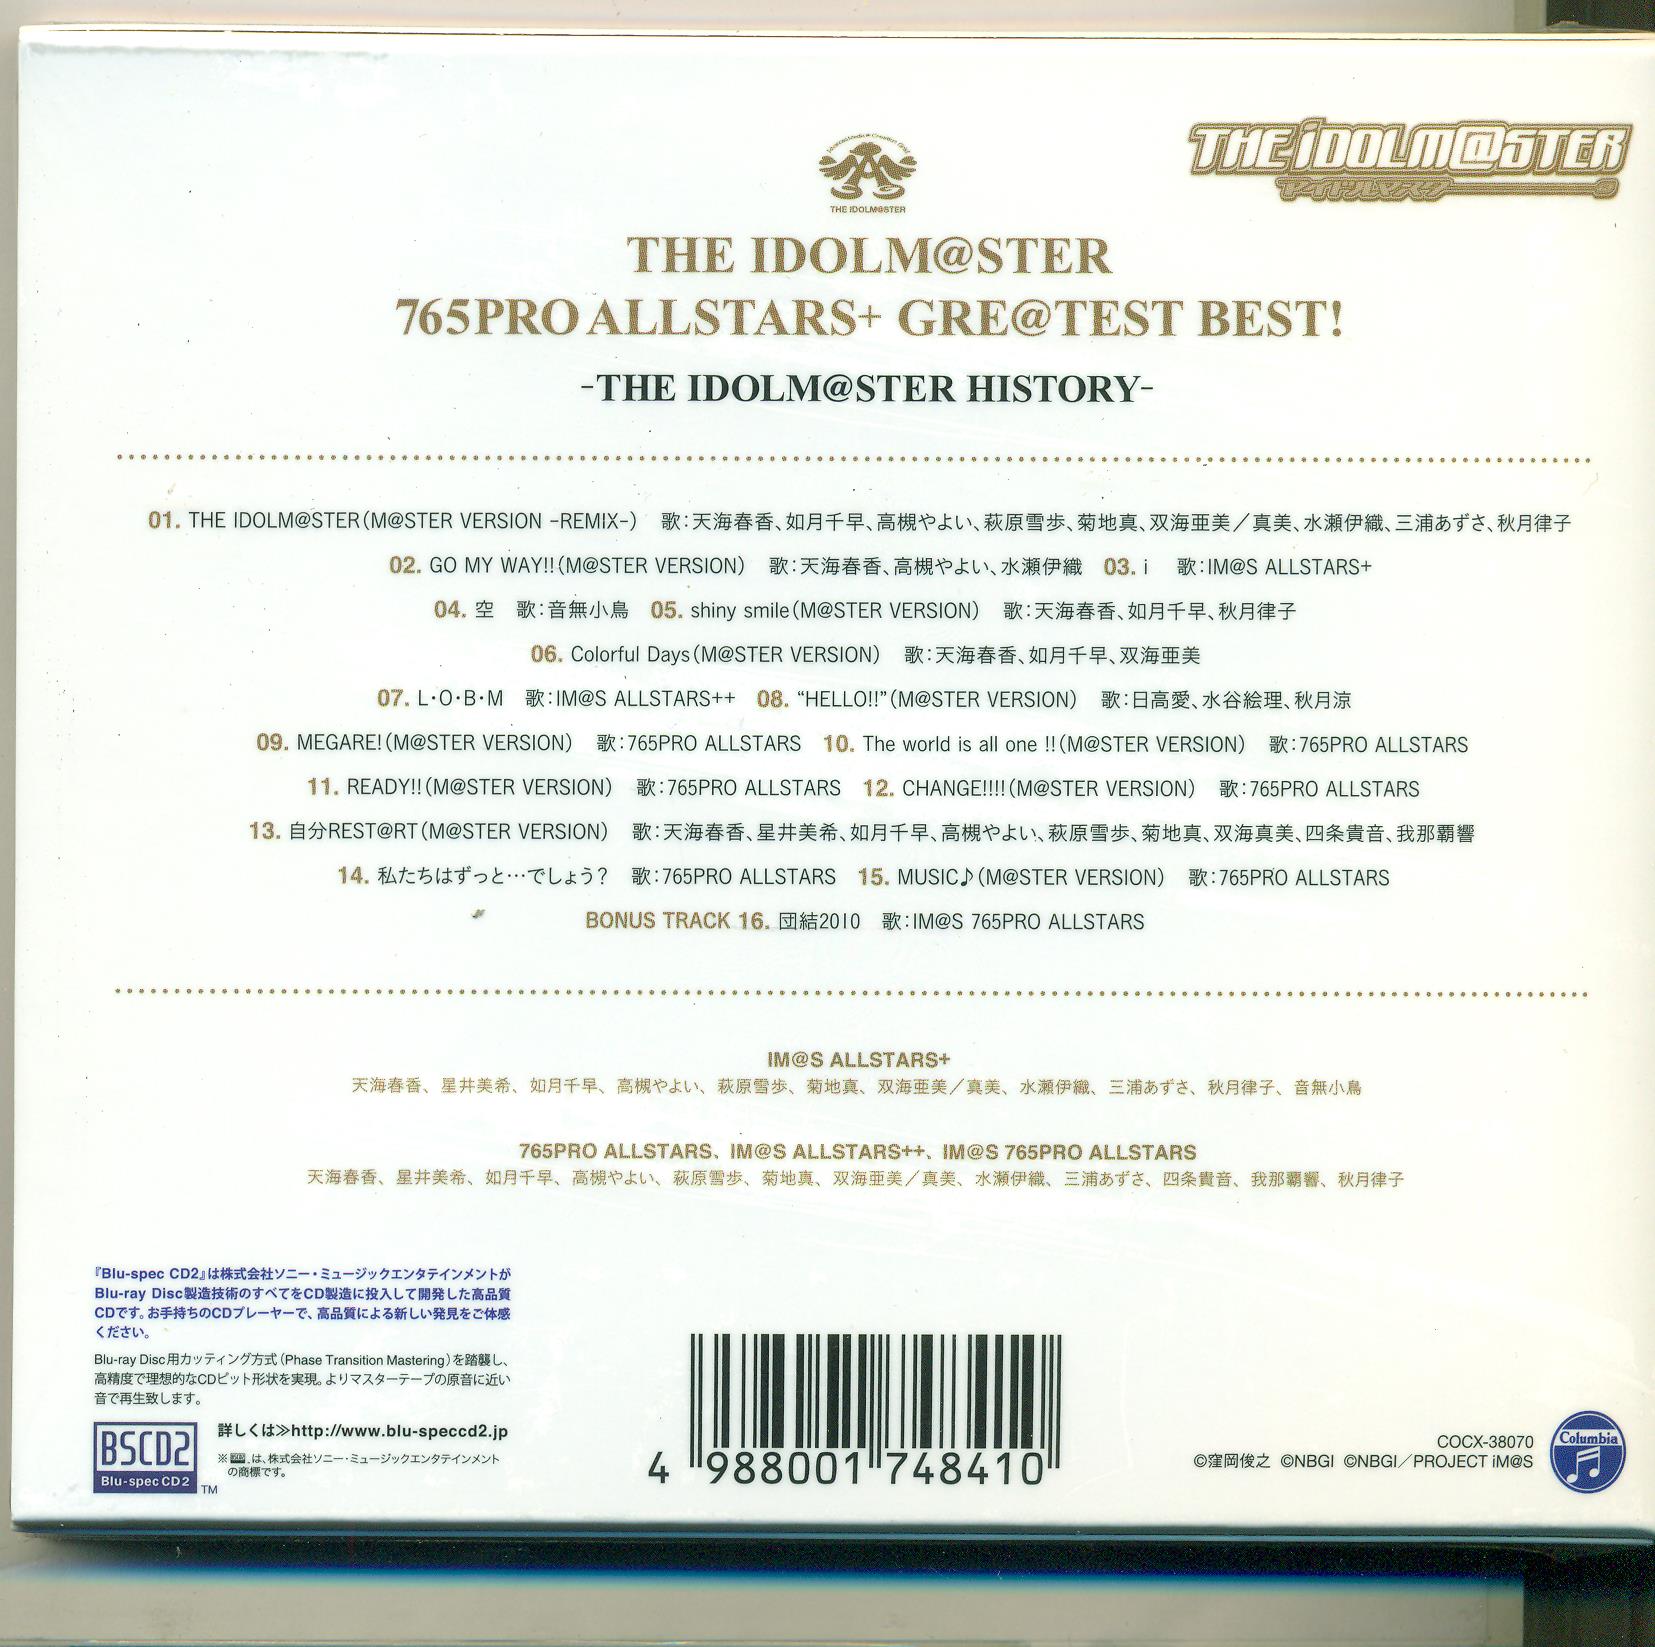 THE iDOLM@STER
アイドルマスター
THE IDOLM@STER
THE IDOLM@STER
765PRO ALLSTARS+ GRE@TEST BEST!
-THE IDOLM@STER HISTORY-
01. THE IDOLM@STER(M@STER VERSION -REMIX-) 歌:天海春香、如月千早、高槻やよい、萩原雪歩、菊地真、双海亜美／真美、水瀬伊織、三浦あずさ、秋月律子
02. GO MY WAY!!(M@STER VERSION) 歌:天海春香、高槻やよい、水瀬伊織 03. i 歌:IM@S ALLSTARS+
04. 空 歌:音無小鳥 05. shiny smile(M@STER VERSION) 歌:天海春香、如月千早、秋月律子
06. Colorful Days(M@STER VERSION) 歌:天海春香、如月千早、双海亜美
07. L・O・B・M 歌:IM@S ALLSTARS++ 08. “HELLO!!”(M@STER VERSION) 歌:日高愛、水谷絵理、秋月涼
09. MEGARE!(M@STER VERSION) 歌:765PRO ALLSTARS 10. The world is all one !!(M@STER VERSION) 歌:765PRO ALLSTARS
11. READY!!(M@STER VERSION) 歌:765PRO ALLSTARS 12. CHANGE!!!!(M@STER VERSION) 歌:765PRO ALLSTARS
13. 自分REST@RT(M@STER VERSION) 歌:天海春香、星井美希、如月千早、高槻やよい、萩原雪歩、菊地真、双海真美、四条貴音、我那覇響
14. 私たちはずっと…でしょう? 歌:765PRO ALLSTARS 15. MUSIC♪(M@STER VERSION) 歌:765PRO ALLSTARS
BONUS TRACK 16. 団結2010 歌:IM@S 765PRO ALLSTARS
IM@S ALLSTARS+
天海春香、星井美希、如月千早、高槻やよい、萩原雪歩、菊地真、双海亜美／真美、水瀬伊織、三浦あずさ、秋月律子、音無小鳥
765PRO ALLSTARS、IM@S ALLSTARS++、IM@S 765PRO ALLSTARS
天海春香、星井美希、如月千早、高槻やよい、萩原雪歩、菊地真、双海亜美／真美、水瀬伊織、三浦あずさ、四条貴音、我那覇響、秋月律子
『Blu-spec CD2』は株式会社ソニー・ミュージックエンタテインメントが
Blu-ray Disc製造技術のすべてをCD製造に投入して開発した高品質
CDです。お手持ちのCDプレーヤーで、高品質による新しい発見をご体感
ください。
Blu-ray Disc用カッティング方式(Phase Transition Mastering)を踏襲し、
高精度で理想的なCDピット形状を実現。よりマスターテープの原音に近い
音で再生致します。
BSCD2
Blu-spec CD2
TM
詳しくは≫http://www.blu-speccd2.jp
※ は、株式会社ソニー・ミュージックエンタテインメント
の商標です。
4 988001 748410
COCX-38070
©窪岡俊之 ©NBGI ©NBGI／PROJECT iM@S
Columbia